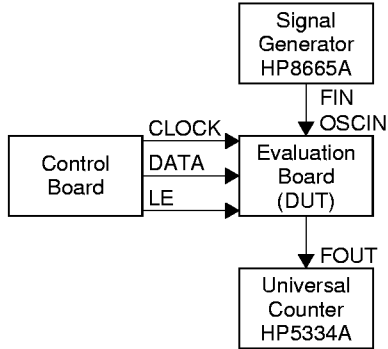 Signal
Generator
HP8665A
FIN
OSCIN
CLOCK
DATA
LE
Control
Board
Evaluation
Board
(DUT)
FOUT
Universal
Counter
HP5334A